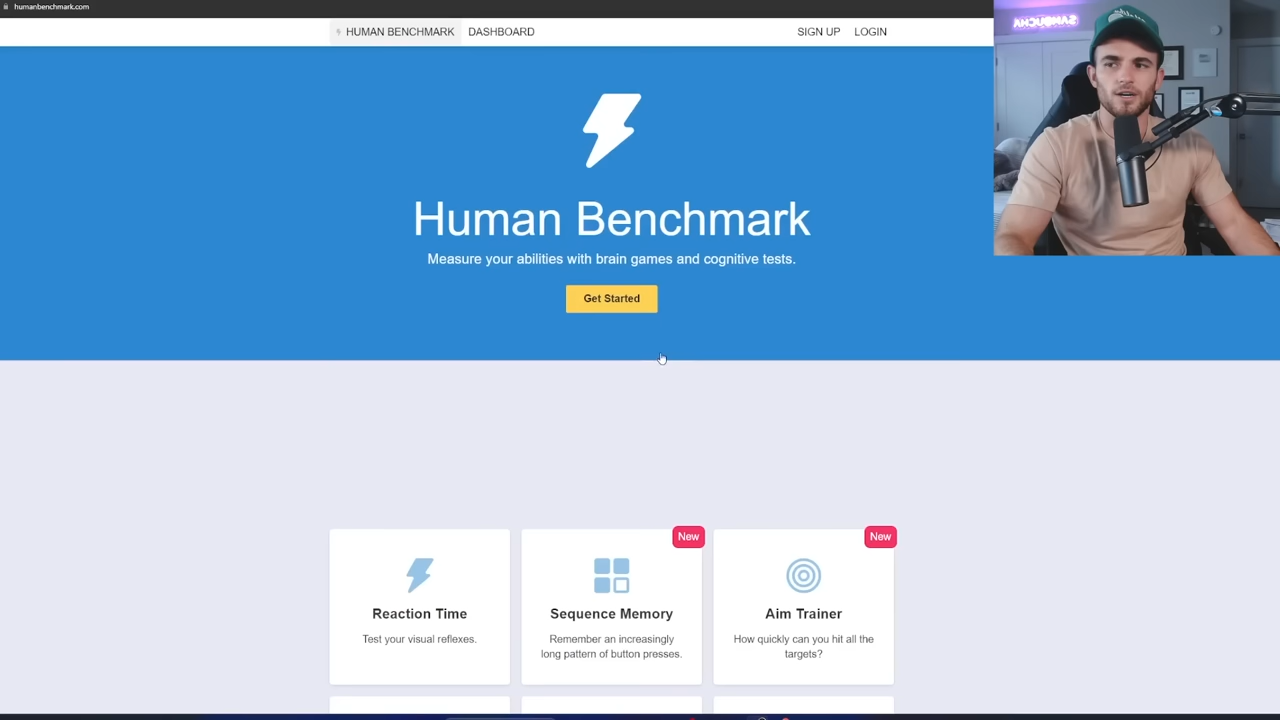 humanbenchmark.com
HUMAN BENCHMARK DASHBOARD SIGN UP LOGIN
SANDUCHA
Human Benchmark
Measure your abilities with brain games and cognitive tests.
Get Started
New
New
Reaction Time
Sequence Memory
Aim Trainer
Test your visual reflexes.
Remember an increasingly
long pattern of button presses.
How quickly can you hit all the
targets?